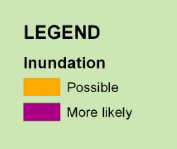 LEGEND
Inundation
Possible
More likely